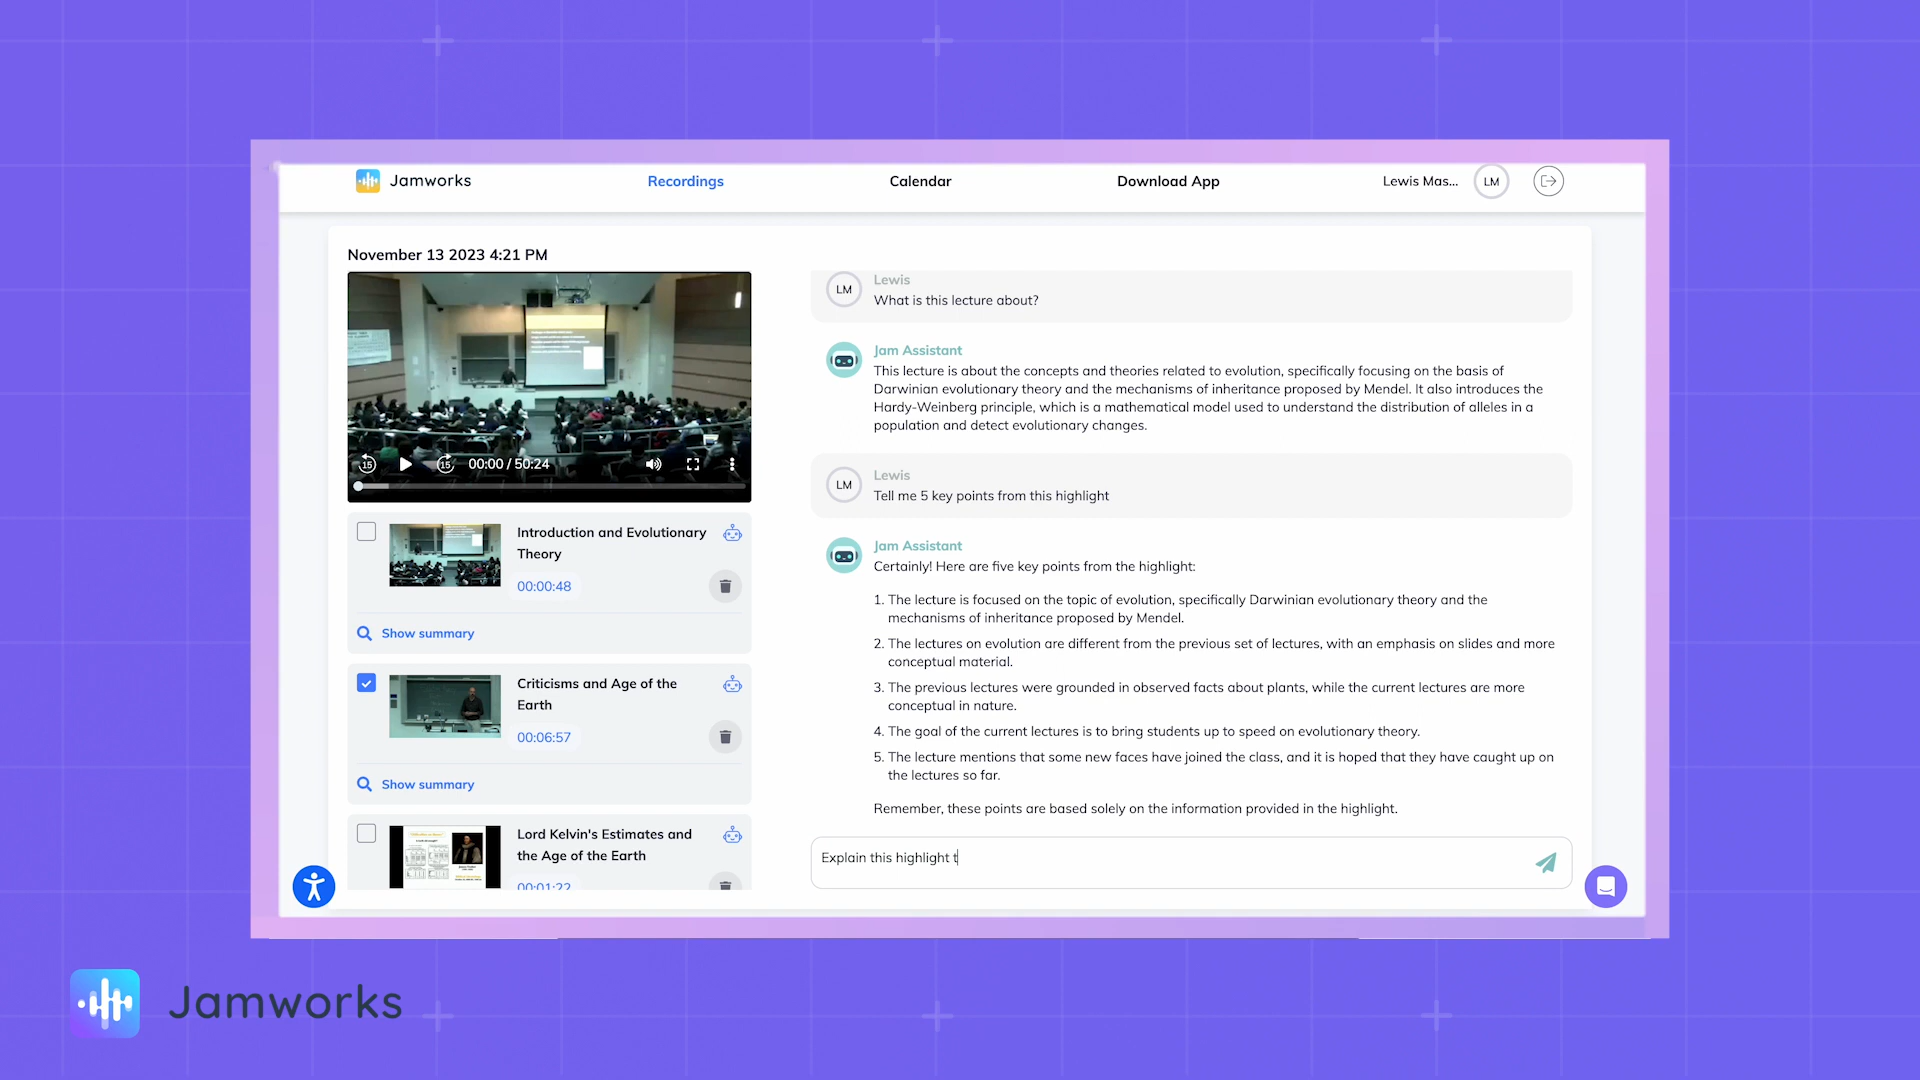 Jamworks
Recordings
Calendar
Download App
Lewis Mas...
LM
November 13 2023 4:21 PM
15
15
00:00 / 50:24
Introduction and Evolutionary
Theory
00:00:48
Show summary
Criticisms and Age of the
Earth
00:06:57
Show summary
Lord Kelvin's Estimates and
the Age of the Earth
00:01:22
LM
Lewis
What is this lecture about?
Jam Assistant
This lecture is about the concepts and theories related to evolution, specifically focusing on the basis of
Darwinian evolutionary theory and the mechanisms of inheritance proposed by Mendel. It also introduces the
Hardy-Weinberg principle, which is a mathematical model used to understand the distribution of alleles in a
population and detect evolutionary changes.
LM
Lewis
Tell me 5 key points from this highlight
Jam Assistant
Certainly! Here are five key points from the highlight:
1. The lecture is focused on the topic of evolution, specifically Darwinian evolutionary theory and the
mechanisms of inheritance proposed by Mendel.
2. The lectures on evolution are different from the previous set of lectures, with an emphasis on slides and more
conceptual material.
3. The previous lectures were grounded in observed facts about plants, while the current lectures are more
conceptual in nature.
4. The goal of the current lectures is to bring students up to speed on evolutionary theory.
5. The lecture mentions that some new faces have joined the class, and it is hoped that they have caught up on
the lectures so far.
Remember, these points are based solely on the information provided in the highlight.
Explain this highlight t
Jamworks